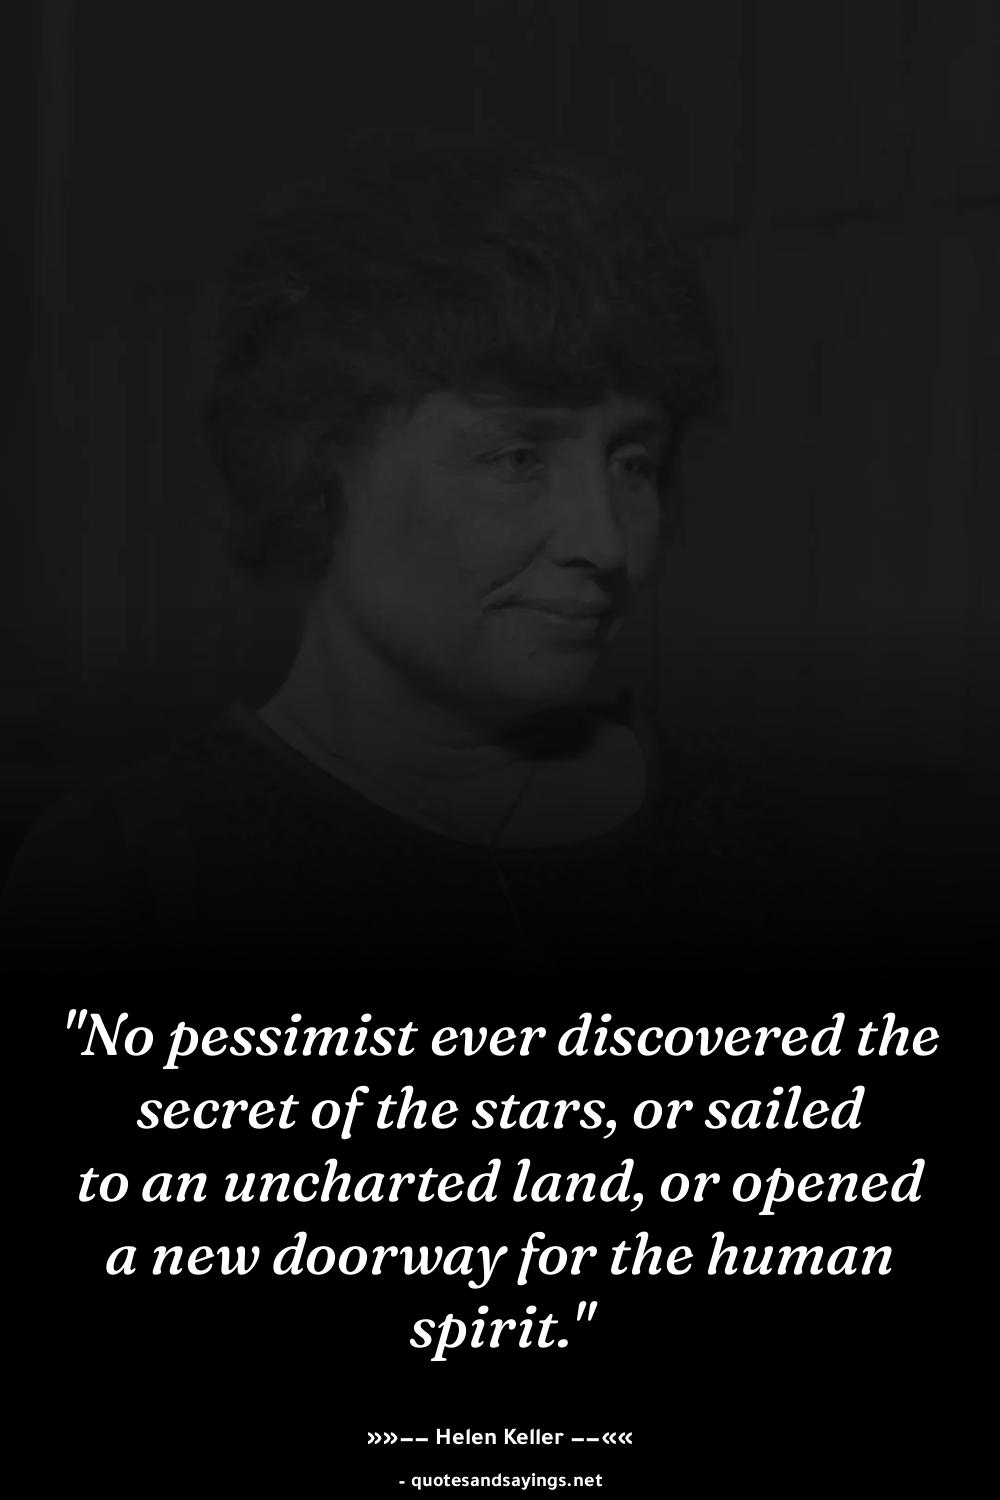 "No pessimist ever discovered the
secret of the stars, or sailed
to an uncharted land, or opened
a new doorway for the human
spirit."
»»–– Helen Keller ––««
- quotesandsayings.net